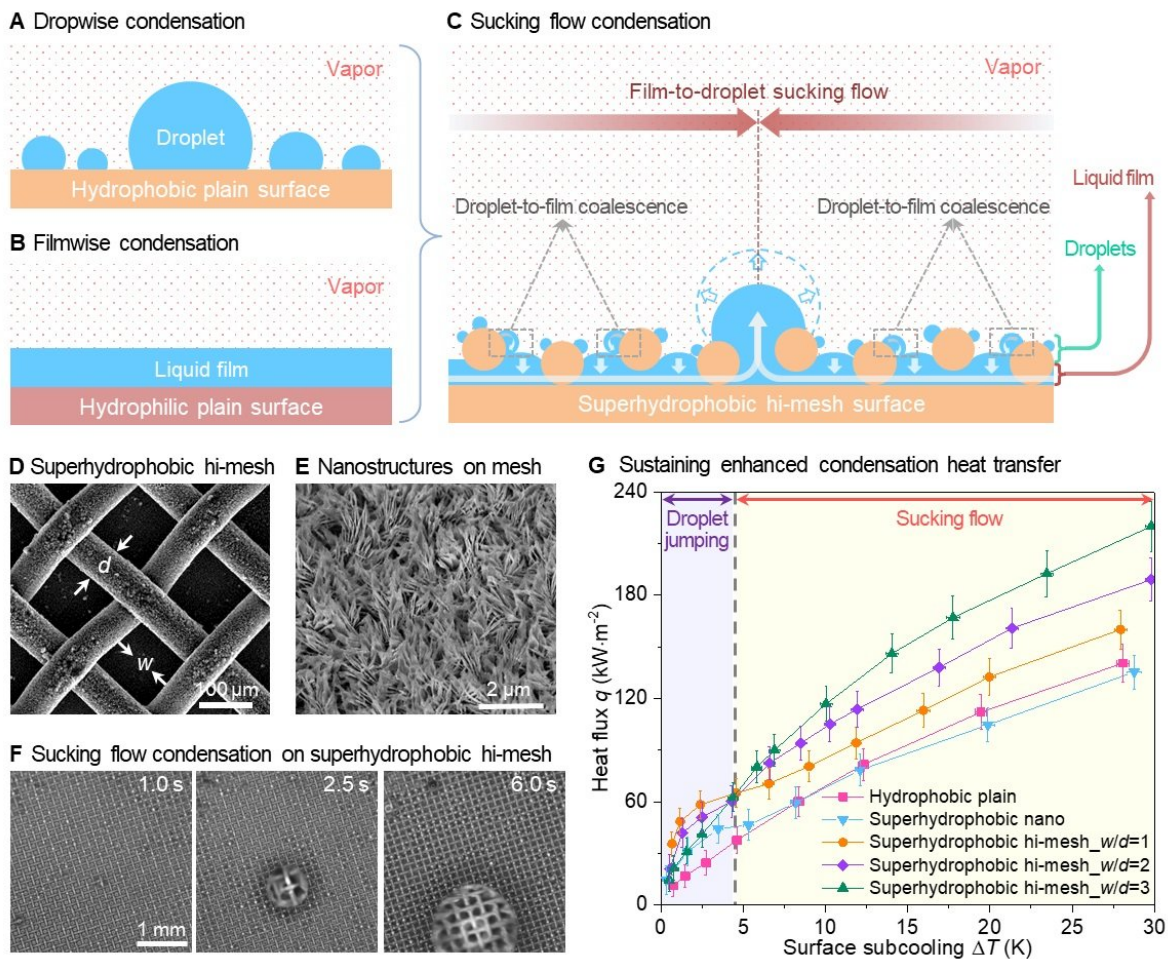 A Dropwise condensation
Vapor
Droplet
Hydrophobic plain surface
B Filmwise condensation
Vapor
Liquid film
Hydrophilic plain surface
C Sucking flow condensation
Vapor
Film-to-droplet sucking flow
Droplet-to-film coalescence
Droplet-to-film coalescence
Liquid film
Droplets
Superhydrophobic hi-mesh surface
D Superhydrophobic hi-mesh
d
w
100 µm
E Nanostructures on mesh
2 µm
F Sucking flow condensation on superhydrophobic hi-mesh
1.0 s
2.5 s
6.0 s
1 mm
G Sustaining enhanced condensation heat transfer
Droplet
jumping
Sucking flow
Heat flux q (kW·m-2)
240
180
120
60
0
Hydrophobic plain
Superhydrophobic nano
Superhydrophobic hi-mesh_w/d=1
Superhydrophobic hi-mesh_w/d=2
Superhydrophobic hi-mesh_w/d=3
0 5 10 15 20 25 30
Surface subcooling ΔT (K)